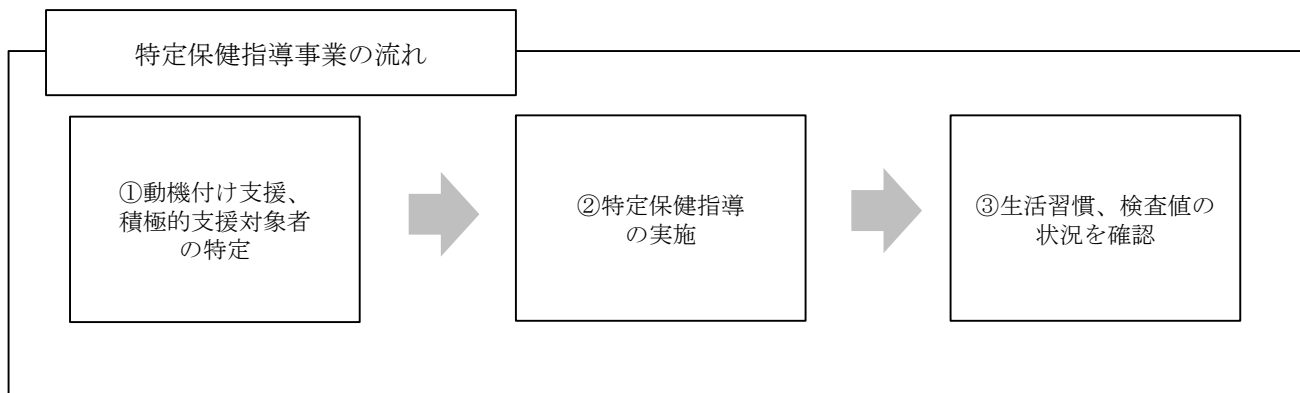 特定保健指導事業の流れ
①動機付け支援、
積極的支援対象者
の特定
②特定保健指導
の実施
③生活習慣、検査値の
状況を確認